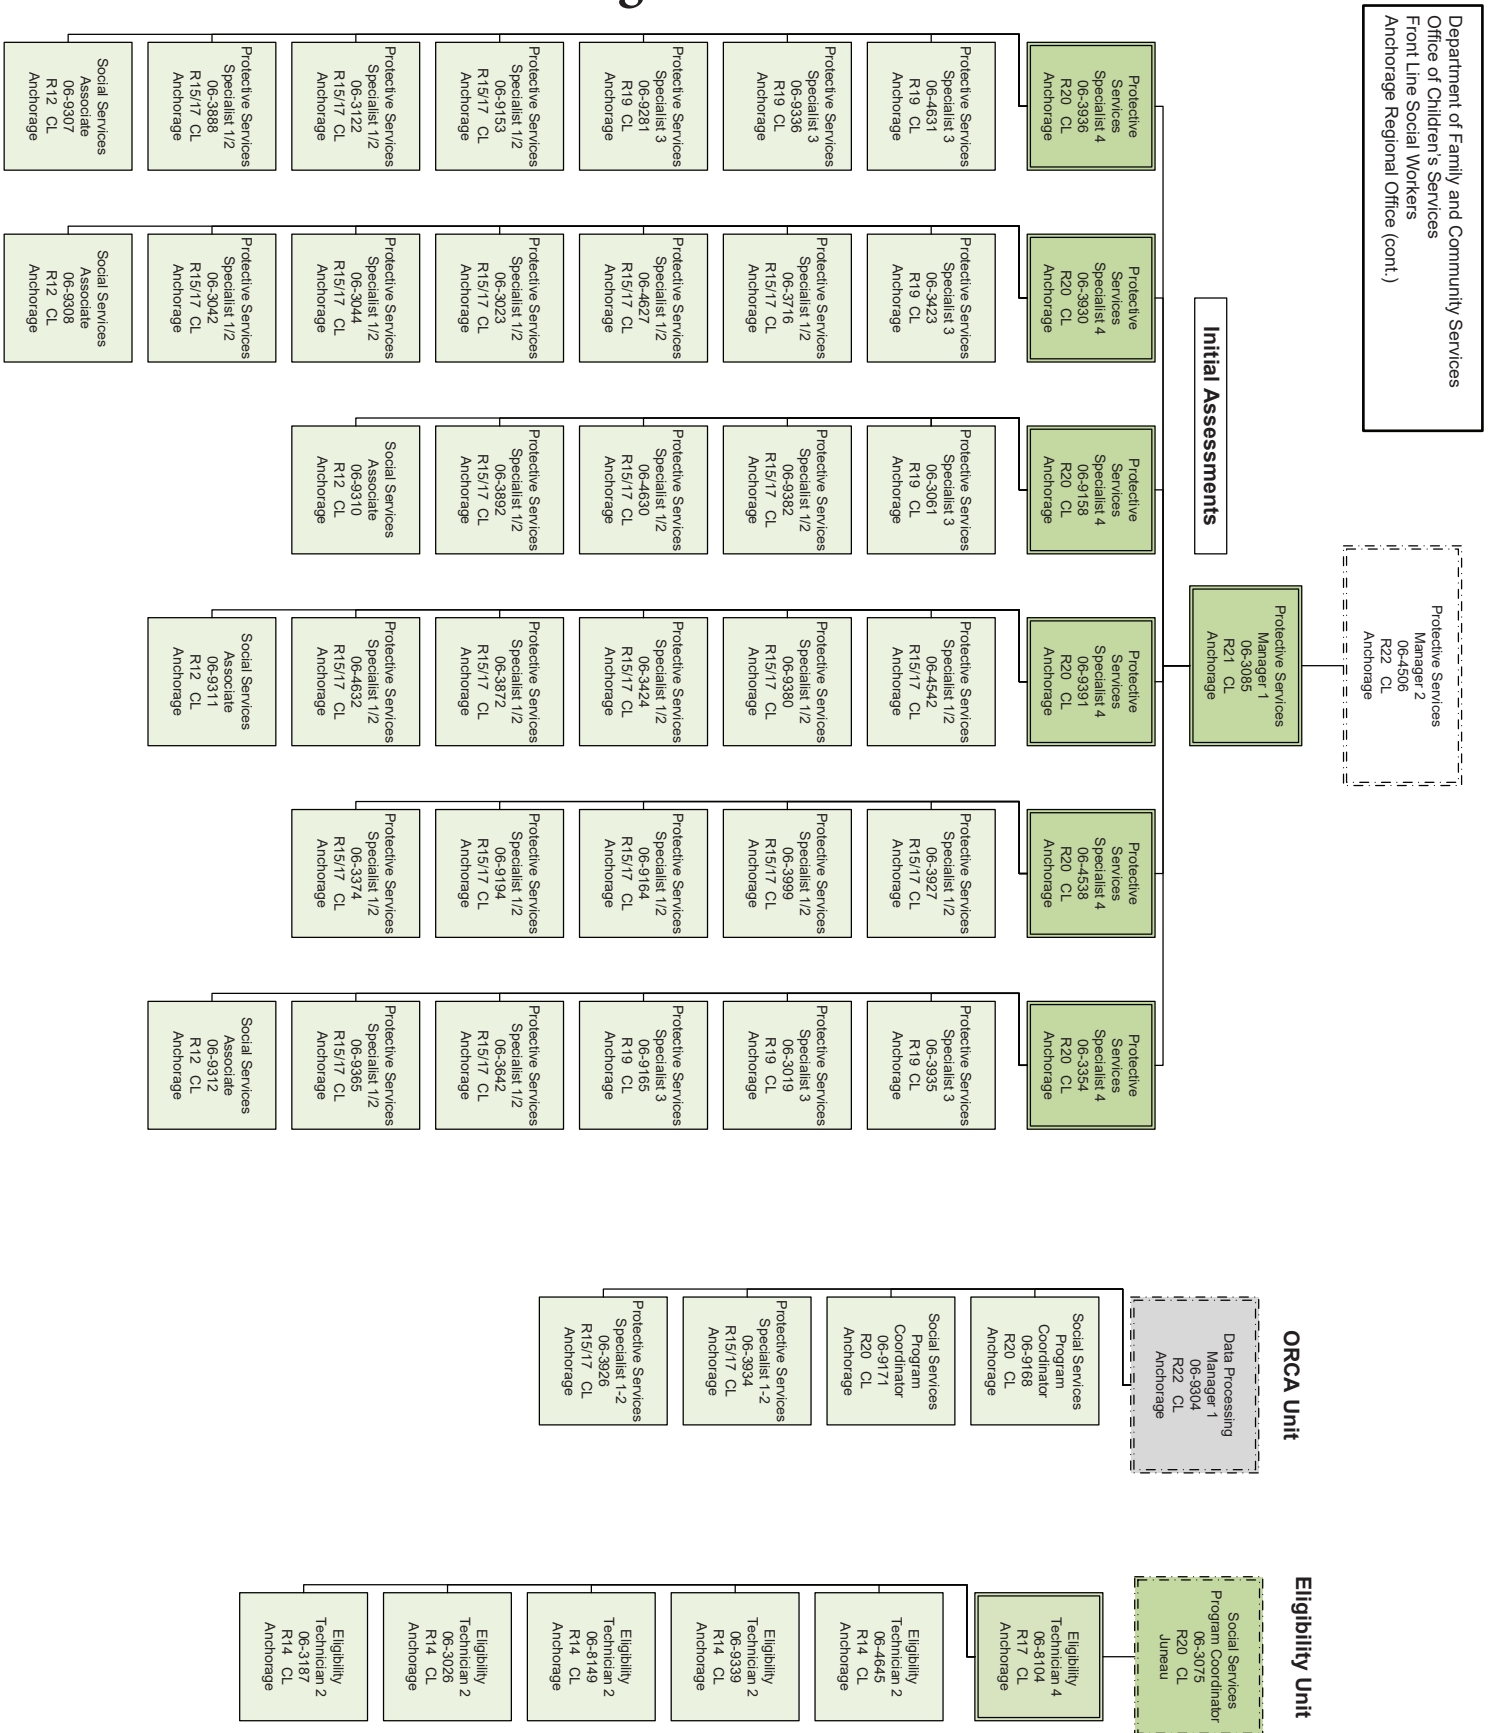 Department of Family and Community Services
Office of Children's Services
Front Line Social Workers
Anchorage Regional Office (cont.)
Protective Services
Manager 2
06-4506
R22 CL
Anchorage
Protective Services
Manager 1
06-3085
R21 CL
Anchorage
Initial Assessments
Protective
Services
Specialist 4
06-3936
R20 CL
Anchorage
Protective Services
Specialist 3
06-4631
R19 CL
Anchorage
Protective Services
Specialist 3
06-9336
R19 CL
Anchorage
Protective Services
Specialist 3
06-9281
R19 CL
Anchorage
Protective Services
Specialist 1/2
06-9153
R15/17 CL
Anchorage
Protective Services
Specialist 1/2
06-3122
R15/17 CL
Anchorage
Protective Services
Specialist 1/2
06-3888
R15/17 CL
Anchorage
Social Services
Associate
06-9307
R12 CL
Anchorage
Protective
Services
Specialist 4
06-3930
R20 CL
Anchorage
Protective Services
Specialist 3
06-3423
R19 CL
Anchorage
Protective Services
Specialist 1/2
06-3716
R15/17 CL
Anchorage
Protective Services
Specialist 1/2
06-4627
R15/17 CL
Anchorage
Protective Services
Specialist 1/2
06-3023
R15/17 CL
Anchorage
Protective Services
Specialist 1/2
06-3044
R15/17 CL
Anchorage
Protective Services
Specialist 1/2
06-3042
R15/17 CL
Anchorage
Social Services
Associate
06-9308
R12 CL
Anchorage
Protective
Services
Specialist 4
06-9158
R20 CL
Anchorage
Protective Services
Specialist 3
06-3061
R19 CL
Anchorage
Protective Services
Specialist 1/2
06-9382
R15/17 CL
Anchorage
Protective Services
Specialist 1/2
06-4630
R15/17 CL
Anchorage
Protective Services
Specialist 1/2
06-3892
R15/17 CL
Anchorage
Social Services
Associate
06-9310
R12 CL
Anchorage
Protective
Services
Specialist 4
06-9391
R20 CL
Anchorage
Protective Services
Specialist 1/2
06-4542
R15/17 CL
Anchorage
Protective Services
Specialist 1/2
06-9380
R15/17 CL
Anchorage
Protective Services
Specialist 1/2
06-3424
R15/17 CL
Anchorage
Protective Services
Specialist 1/2
06-3872
R15/17 CL
Anchorage
Protective Services
Specialist 1/2
06-4632
R15/17 CL
Anchorage
Social Services
Associate
06-9311
R12 CL
Anchorage
Protective
Services
Specialist 4
06-4538
R20 CL
Anchorage
Protective Services
Specialist 1/2
06-3927
R15/17 CL
Anchorage
Protective Services
Specialist 1/2
06-3999
R15/17 CL
Anchorage
Protective Services
Specialist 1/2
06-9164
R15/17 CL
Anchorage
Protective Services
Specialist 1/2
06-9194
R15/17 CL
Anchorage
Protective Services
Specialist 1/2
06-3374
R15/17 CL
Anchorage
Protective
Services
Specialist 4
06-3354
R20 CL
Anchorage
Protective Services
Specialist 3
06-3935
R19 CL
Anchorage
Protective Services
Specialist 3
06-3019
R19 CL
Anchorage
Protective Services
Specialist 3
06-9165
R19 CL
Anchorage
Protective Services
Specialist 1/2
06-3642
R15/17 CL
Anchorage
Protective Services
Specialist 1/2
06-9365
R15/17 CL
Anchorage
Social Services
Associate
06-9312
R12 CL
Anchorage
ORCA Unit
Data Processing
Manager 1
06-9304
R22 CL
Anchorage
Social Services
Program
Coordinator
06-9168
R20 CL
Anchorage
Social Services
Program
Coordinator
06-9171
R20 CL
Anchorage
Protective Services
Specialist 1-2
06-3934
R15/17 CL
Anchorage
Protective Services
Specialist 1-2
06-3926
R15/17 CL
Anchorage
Eligibility Unit
Social Services
Program Coordinator
06-3075
R20 CL
Juneau
Eligibility
Technician 4
06-8104
R17 CL
Anchorage
Eligibility
Technician 2
06-4645
R14 CL
Anchorage
Eligibility
Technician 2
06-9339
R14 CL
Anchorage
Eligibility
Technician 2
06-8149
R14 CL
Anchorage
Eligibility
Technician 2
06-3026
R14 CL
Anchorage
Eligibility
Technician 2
06-3187
R14 CL
Anchorage